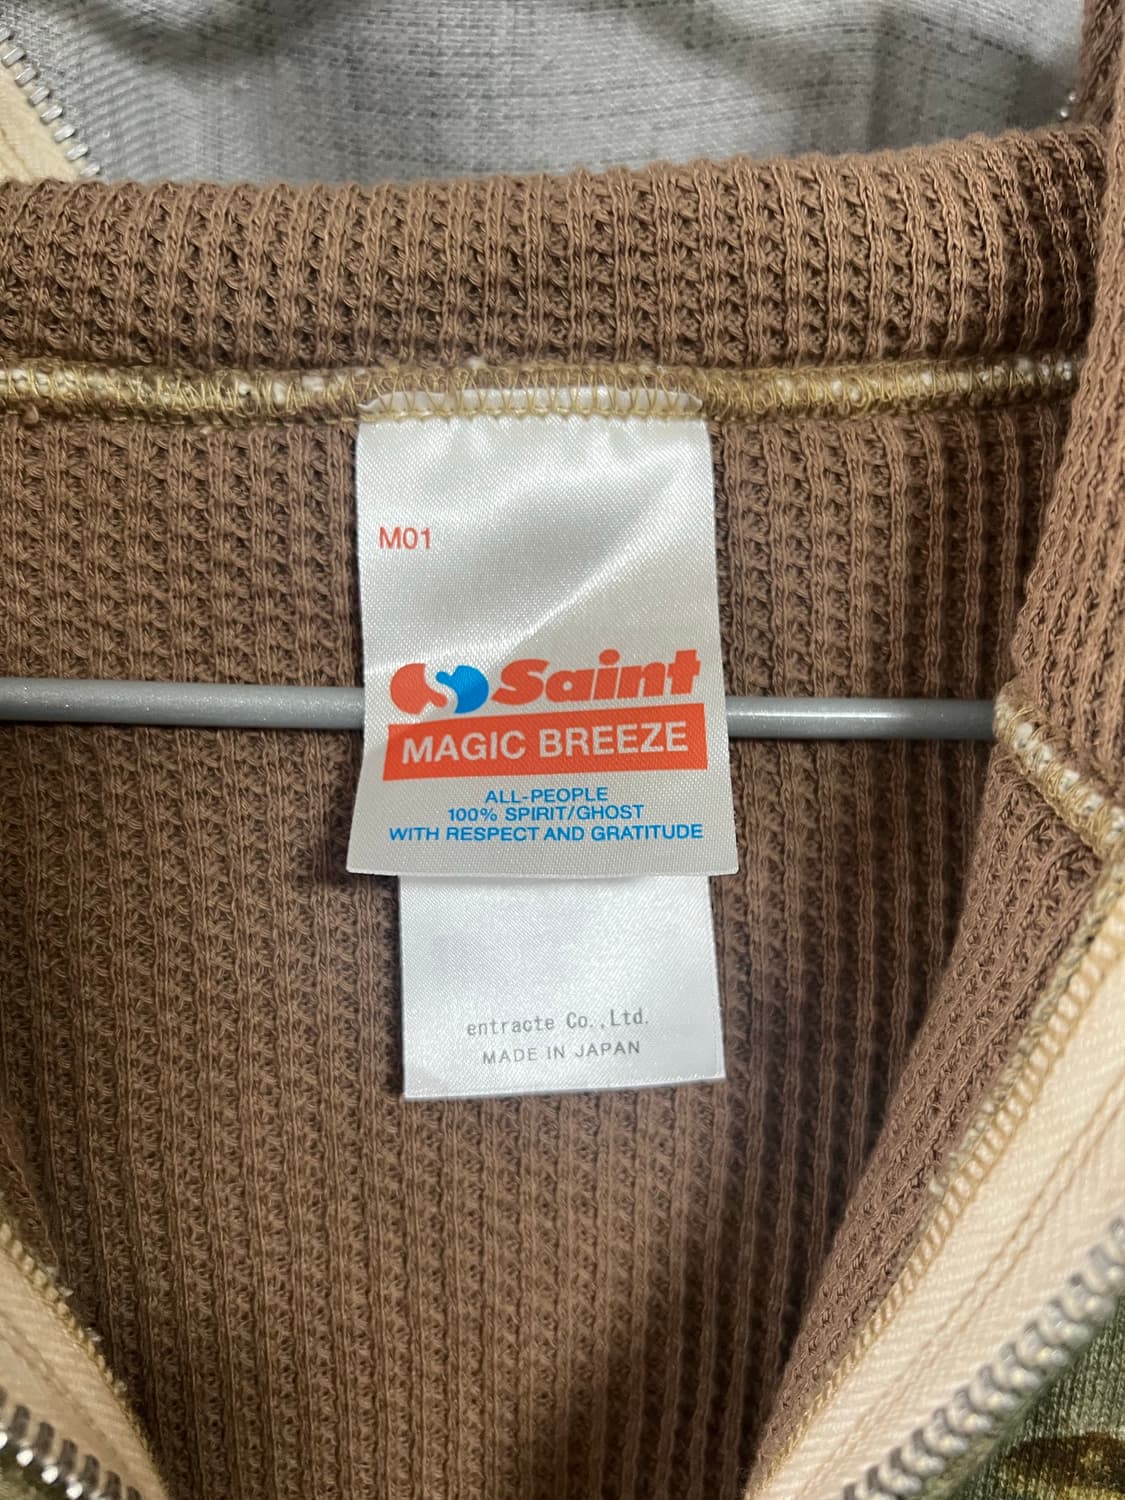 M01
Saint
MAGIC BREEZE
ALL-PEOPLE
100% SPIRIT/GHOST
WITH RESPECT AND GRATITUDE
entracte Co.,Ltd.
MADE IN JAPAN